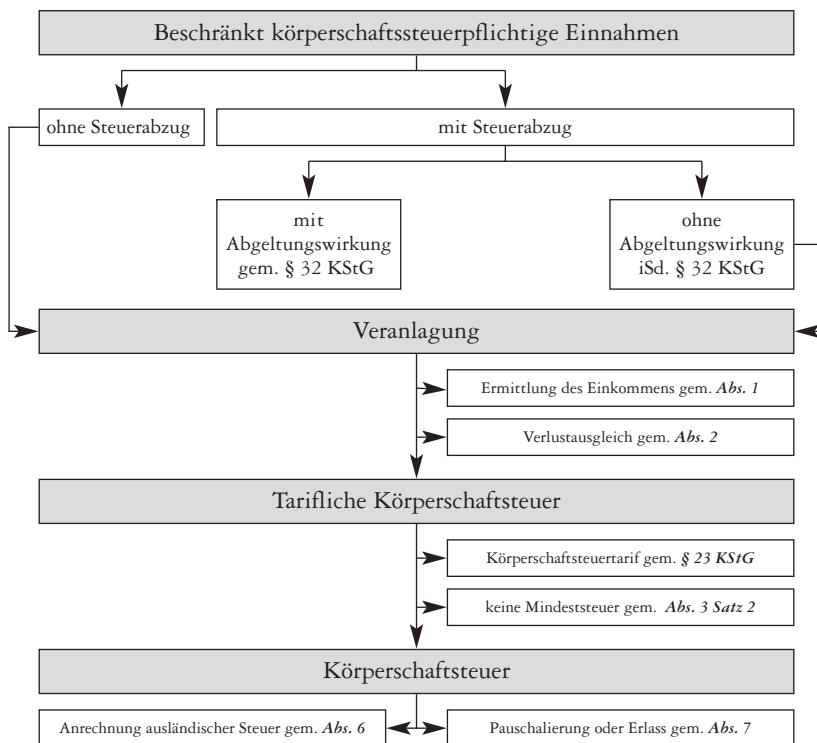 Beschränkt körperschaftssteuerpflichtige Einnahmen
ohne Steuerabzug
mit Steuerabzug
mit
Abgeltungswirkung
gem. § 32 KStG
ohne
Abgeltungswirkung
iSd. § 32 KStG
Veranlagung
Ermittlung des Einkommens gem. Abs. 1
Verlustausgleich gem. Abs. 2
Tarifliche Körperschaftsteuer
Körperschaftsteuertarif gem. § 23 KStG
keine Mindeststeuer gem. Abs. 3 Satz 2
Körperschaftsteuer
Anrechnung ausländischer Steuer gem. Abs. 6
Pauschalierung oder Erlass gem. Abs. 7